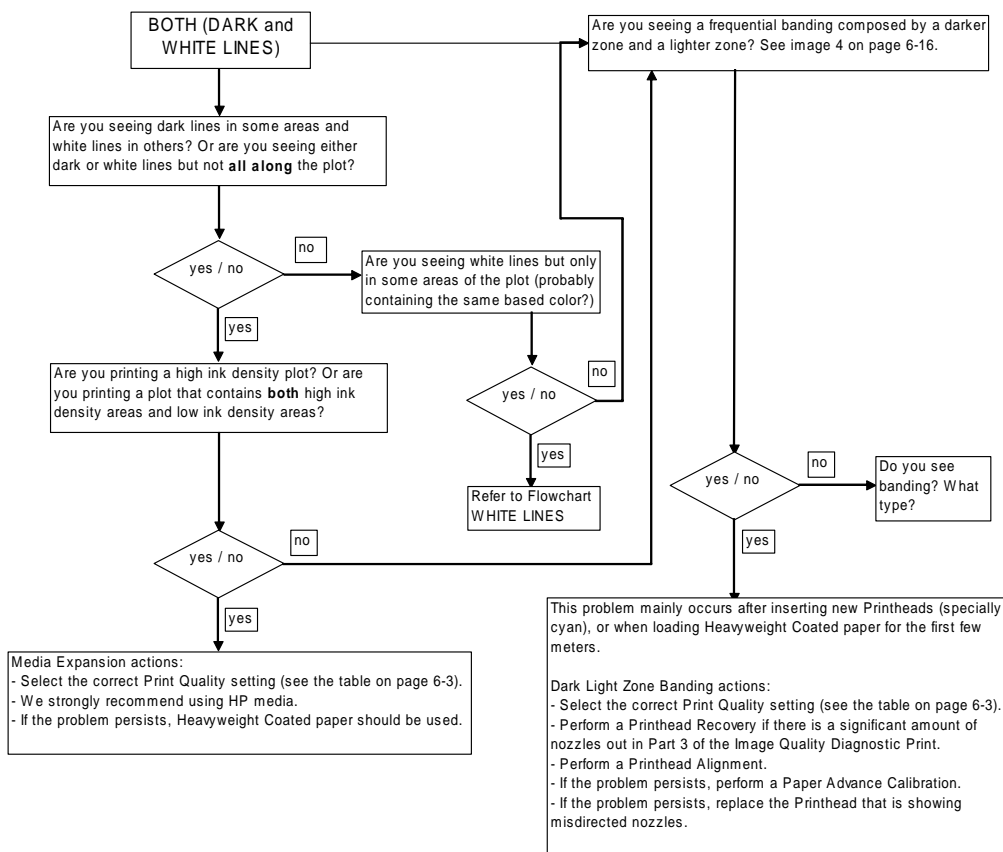 BOTH (DARK and
WHITE LINES)
Are you seeing a frequential banding composed by a darker
zone and a lighter zone? See image 4 on page 6-16.
Are you seeing dark lines in some areas and
white lines in others? Or are you seeing either
dark or white lines but not all along the plot?
yes / no
no
Are you seeing white lines but only
in some areas of the plot (probably
containing the same based color?)
yes
Are you printing a high ink density plot? Or are
you printing a plot that contains both high ink
density areas and low ink density areas?
yes / no
no
yes
Refer to Flowchart
WHITE LINES
yes / no
no
Do you see
banding? What
type?
yes
yes / no
no
yes
Media Expansion actions:
- Select the correct Print Quality setting (see the table on page 6-3).
- We strongly recommend using HP media.
- If the problem persists, Heavyweight Coated paper should be used.
This problem mainly occurs after inserting new Printheads (specially
cyan), or when loading Heavyweight Coated paper for the first few
meters.
Dark Light Zone Banding actions:
- Select the correct Print Quality setting (see the table on page 6-3).
- Perform a Printhead Recovery if there is a significant amount of
nozzles out in Part 3 of the Image Quality Diagnostic Print.
- Perform a Printhead Alignment.
- If the problem persists, perform a Paper Advance Calibration.
- If the problem persists, replace the Printhead that is showing
misdirected nozzles.